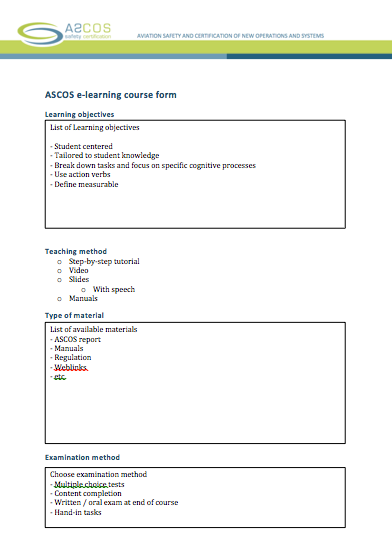 ASCOS
safety certification
AVIATION SAFETY AND CERTIFICATION OF NEW OPERATIONS AND SYSTEMS
ASCOS e-learning course form
Learning objectives
List of Learning objectives
- Student centered
- Tailored to student knowledge
- Break down tasks and focus on specific cognitive processes
- Use action verbs
- Define measurable
Teaching method
o Step-by-step tutorial
o Video
o Slides
o With speech
o Manuals
Type of material
List of available materials
- ASCOS report
- Manuals
- Regulation
- Weblinks
- etc.
Examination method
Choose examination method
- Multiple choice tests
- Content completion
- Written / oral exam at end of course
- Hand-in tasks